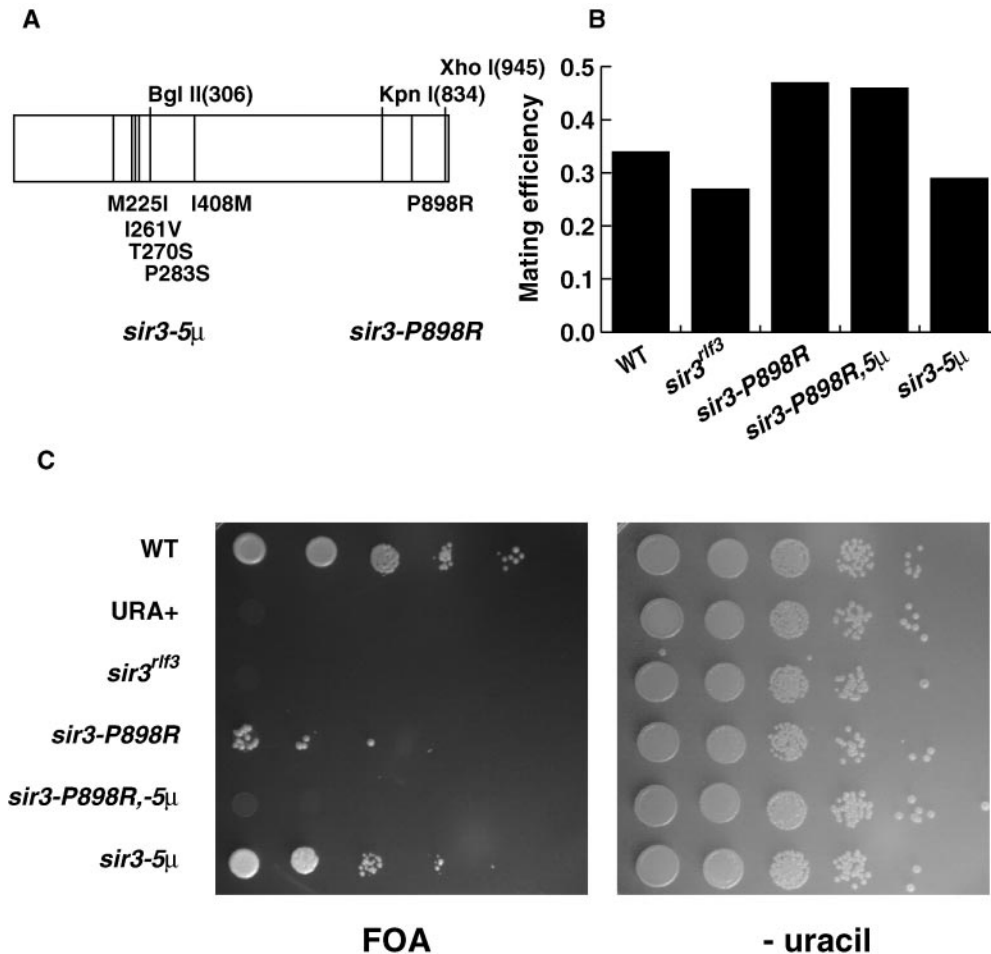 A
B
Xho I(945)
Bgl II(306)
Kpn I(834)
M225I
I408M
P898R
I261V
T270S
P283S
sir3-5μ
sir3-P898R
Mating efficiency
0.5
0.4
0.3
0.2
0.1
0.0
WT
sir3rlf3
sir3-P898R
sir3-P898R,5μ
sir3-5μ
C
WT
URA+
sir3rlf3
sir3-P898R
sir3-P898R,-5μ
sir3-5μ
FOA
- uracil